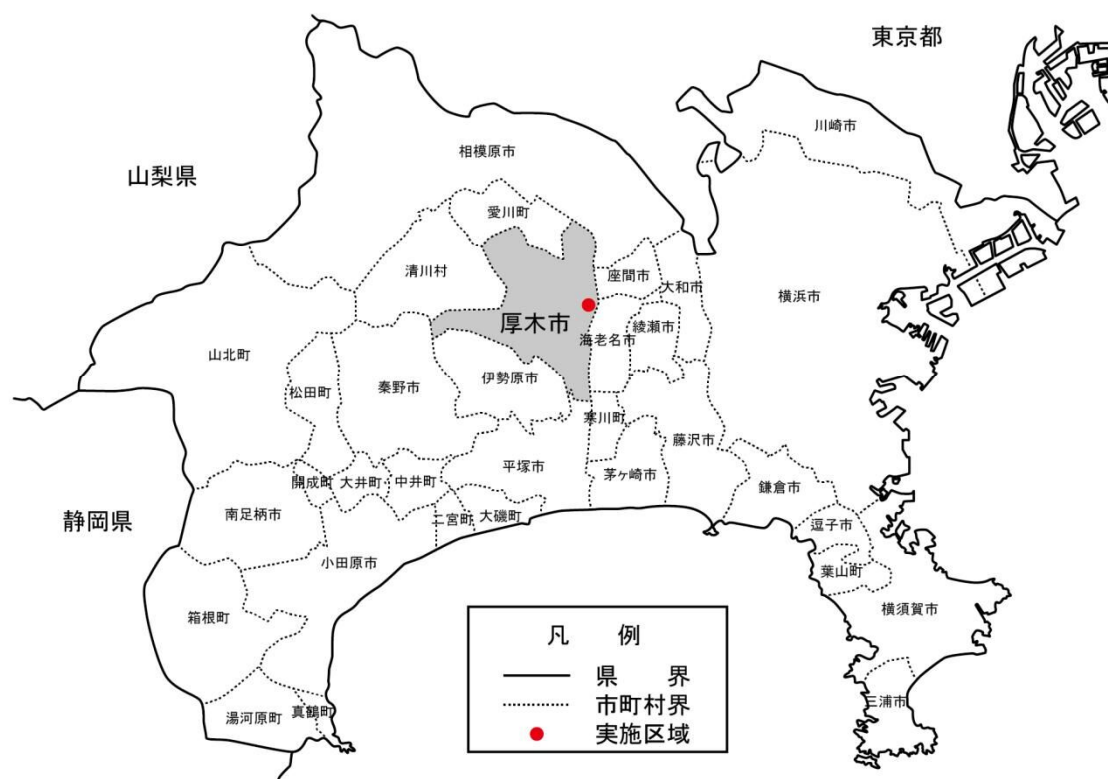 東京都
川崎市
相模原市
山梨県
愛川町
清川村
座間市
大和市
横浜市
厚木市
綾瀬市
海老名市
山北町
伊勢原市
秦野市
松田町
寒川町
藤沢市
平塚市
茅ヶ崎市
開成町
大井町
中井町
鎌倉市
南足柄市
静岡県
二宮町
大磯町
逗子市
小田原市
葉山町
横須賀市
箱根町
三浦市
湯河原町
真鶴町
凡 例
県 界
市町村界
実施区域